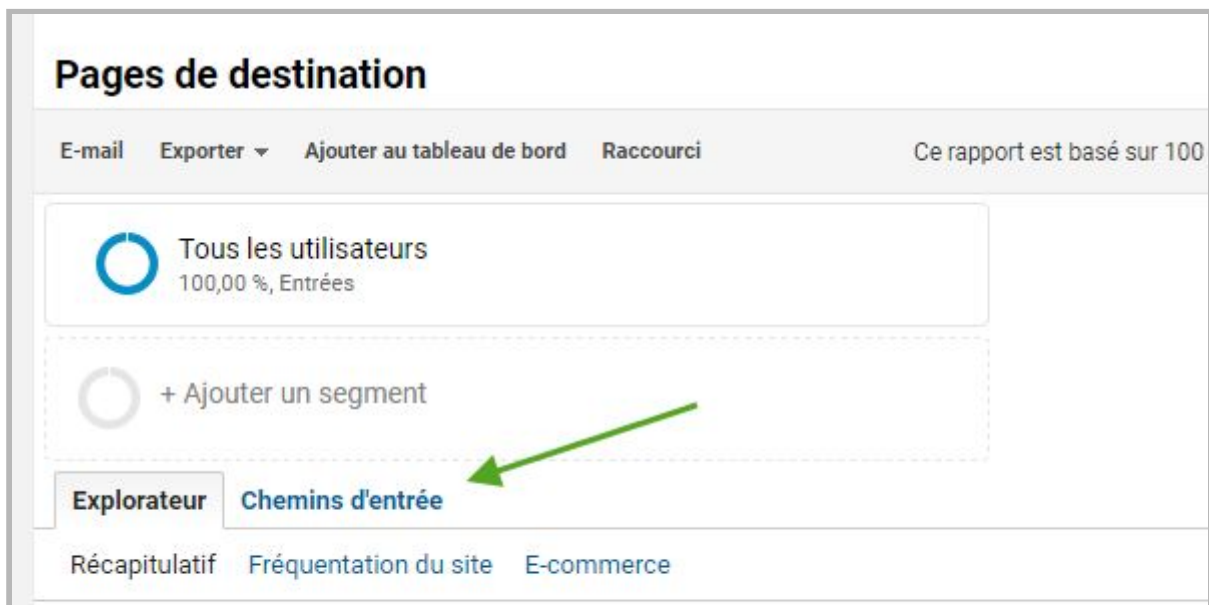 Pages de destination
E-mail Exporter Ajouter au tableau de bord Raccourci Ce rapport est basé sur 100
Tous les utilisateurs
100,00 %, Entrées
+ Ajouter un segment
Explorateur Chemins d'entrée
Récapitulatif Fréquentation du site E-commerce